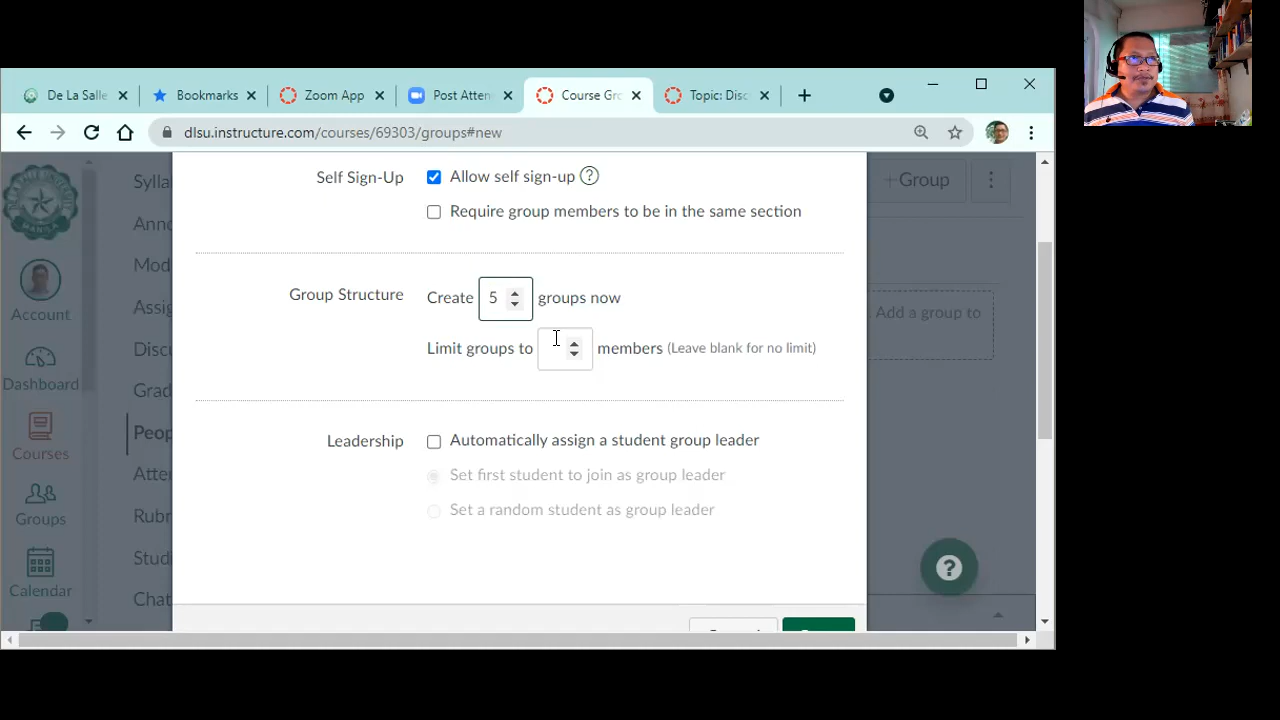 De La Salle
Bookmarks
Zoom App
Post Atten
Course Gr
Topic: Disc
dlsu.instructure.com/courses/69303/groups#new
Sylla
Anno
Mod
Assig
Discu
Grad
Peop
Atten
Rubr
Studi
Chat
Account
Dashboard
Courses
Groups
Calendar
Self Sign-Up
Allow self sign-up ?
Require group members to be in the same section
Group Structure
Create 5 groups now
Limit groups to members (Leave blank for no limit)
Leadership
Automatically assign a student group leader
Set first student to join as group leader
Set a random student as group leader
+Group
Add a group to
?